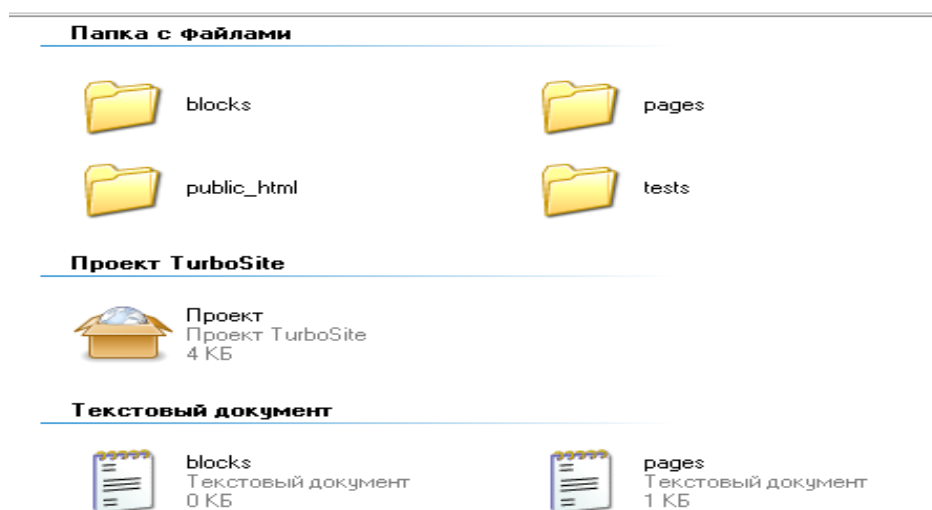 Папка с файлами
blocks
pages
public_html
tests
Проект TurboSite
Проект
Проект TurboSite
4 КБ
Текстовый документ
blocks
Текстовый документ
0 КБ
pages
Текстовый документ
1 КБ